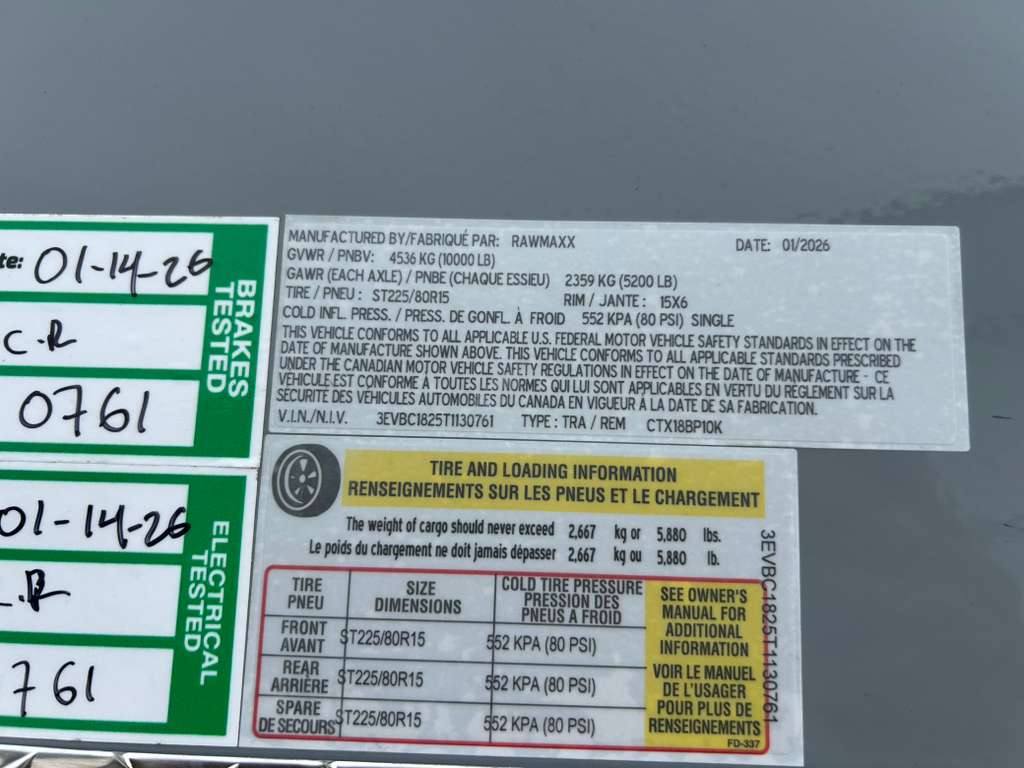 te: 01-14-26
C.R
0761
BRAKES
TESTED
01-14-26
0761
ELECTRICAL
TESTED
MANUFACTURED BY/FABRIQUÉ PAR: RAWMAXX DATE: 01/2026
GVWR / PNBV: 4536 KG (10000 LB)
GAWR (EACH AXLE) / PNBE (CHAQUE ESSIEU) 2359 KG (5200 LB)
TIRE / PNEU : ST225/80R15 RIM / JANTE : 15X6
COLD INFL. PRESS. / PRESS. DE GONFL. À FROID 552 KPA (80 PSI) SINGLE
THIS VEHICLE CONFORMS TO ALL APPLICABLE U.S. FEDERAL MOTOR VEHICLE SAFETY STANDARDS IN EFFECT ON THE
DATE OF MANUFACTURE SHOWN ABOVE. THIS VEHICLE CONFORMS TO ALL APPLICABLE STANDARDS PRESCRIBED
UNDER THE CANADIAN MOTOR VEHICLE SAFETY REGULATIONS IN EFFECT ON THE DATE OF MANUFACTURE - CE
VÉHICULE EST CONFORME À TOUTES LES NORMES QUI LUI SONT APPLICABLES EN VERTU DU RÈGLEMENT SUR LA
SÉCURITÉ DES VÉHICULES AUTOMOBILES DU CANADA EN VIGUEUR À LA DATE DE SA FABRICATION.
V.I.N./N.I.V. 3EVBC1825T1130761 TYPE : TRA / REM CTX18BP10K
TIRE AND LOADING INFORMATION
RENSEIGNEMENTS SUR LES PNEUS ET LE CHARGEMENT
The weight of cargo should never exceed 2,667 kg or 5,880 lbs.
Le poids du chargement ne doit jamais dépasser 2,667 kg ou 5,880 lb.
TIRE
PNEU
SIZE
DIMENSIONS
COLD TIRE PRESSURE
PRESSION DES
PNEUS À FROID
FRONT
AVANT
ST225/80R15
552 KPA (80 PSI)
REAR
ARRIÈRE
ST225/80R15
552 KPA (80 PSI)
SPARE
DE SECOURS
ST225/80R15
552 KPA (80 PSI)
SEE OWNER'S
MANUAL FOR
ADDITIONAL
INFORMATION
VOIR LE MANUEL
DE L'USAGER
POUR PLUS DE
RENSEIGNEMENTS
FD-337
3EVBC1825T1130761